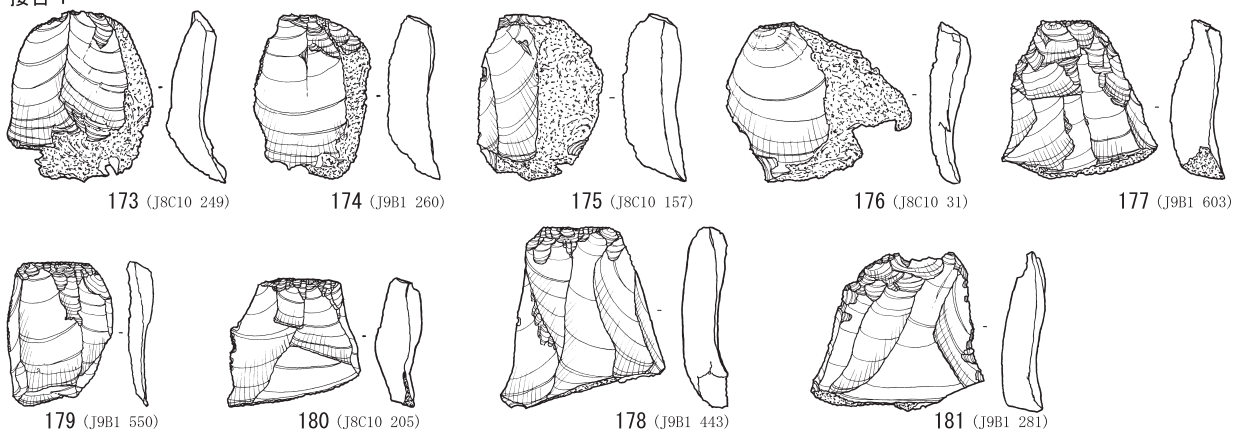 173 (J8C10 249)
174 (J9B1 260)
175 (J8C10 157)
176 (J8C10 31)
177 (J9B1 603)
179 (J9B1 550)
180 (J8C10 205)
178 (J9B1 443)
181 (J9B1 281)